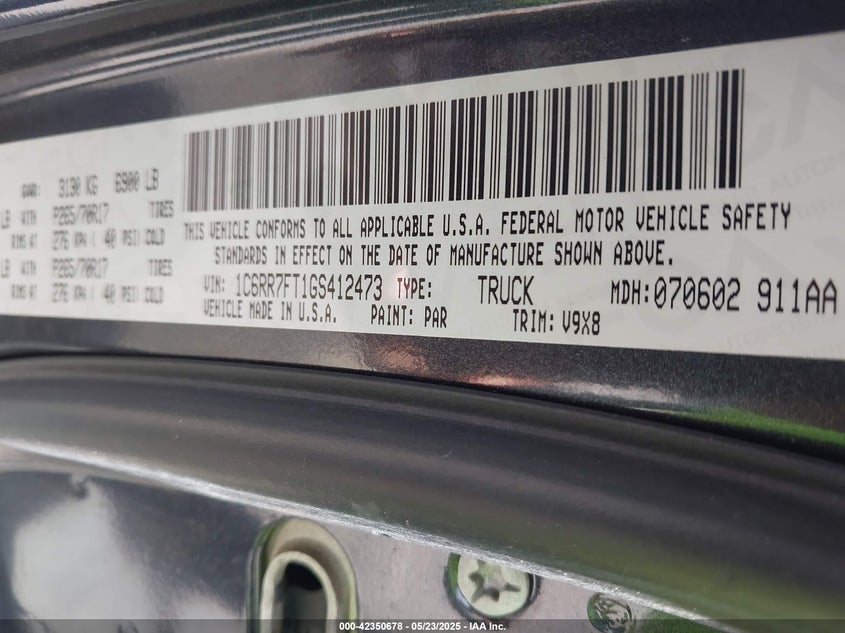 GVWR: 3130 KG 6900 LB
LB WITH P265/70R17 TIRES
RIMS AT 276 KPA ( 40 PSI) COLD
LB WITH P265/70R17 TIRES
RIMS AT 276 KPA ( 40 PSI) COLD
THIS VEHICLE CONFORMS TO ALL APPLICABLE U.S.A. FEDERAL MOTOR VEHICLE SAFETY
STANDARDS IN EFFECT ON THE DATE OF MANUFACTURE SHOWN ABOVE.
VIN: 1C6RR7FT1GS412473 TYPE: TRUCK MDH:070602 911AA
VEHICLE MADE IN U.S.A. PAINT: PAR TRIM: V9X8
000-42350678 - 05/23/2025 - IAA Inc.